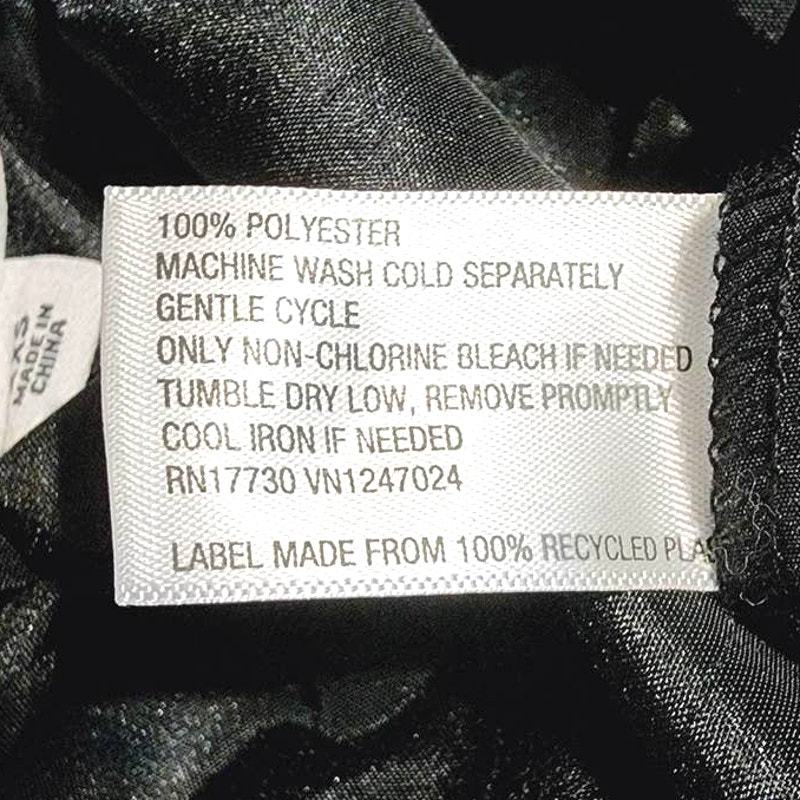 100% POLYESTER
MACHINE WASH COLD SEPARATELY
GENTLE CYCLE
ONLY NON-CHLORINE BLEACH IF NEEDED
TUMBLE DRY LOW, REMOVE PROMPTLY
COOL IRON IF NEEDED
RN17730 VN1247024
LABEL MADE FROM 100% RECYCLED
XS
MADE IN
CHINA